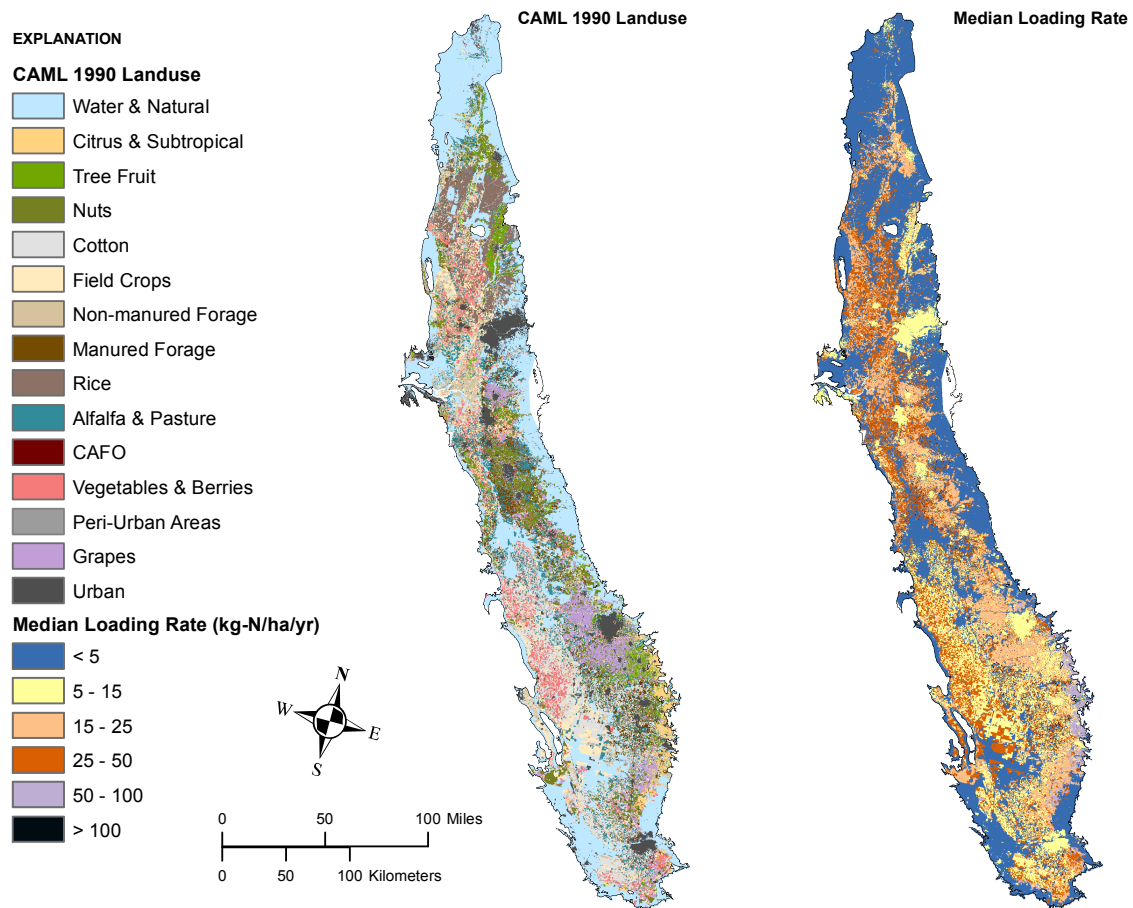 CAML 1990 Landuse
Median Loading Rate
EXPLANATION
CAML 1990 Landuse
Water & Natural
Citrus & Subtropical
Tree Fruit
Nuts
Cotton
Field Crops
Non-manured Forage
Manured Forage
Rice
Alfalfa & Pasture
CAFO
Vegetables & Berries
Peri-Urban Areas
Grapes
Urban
Median Loading Rate (kg-N/ha/yr)
< 5
5 - 15
15 - 25
25 - 50
50 - 100
> 100
N
W
E
S
0 50 100 Miles
0 50 100 Kilometers